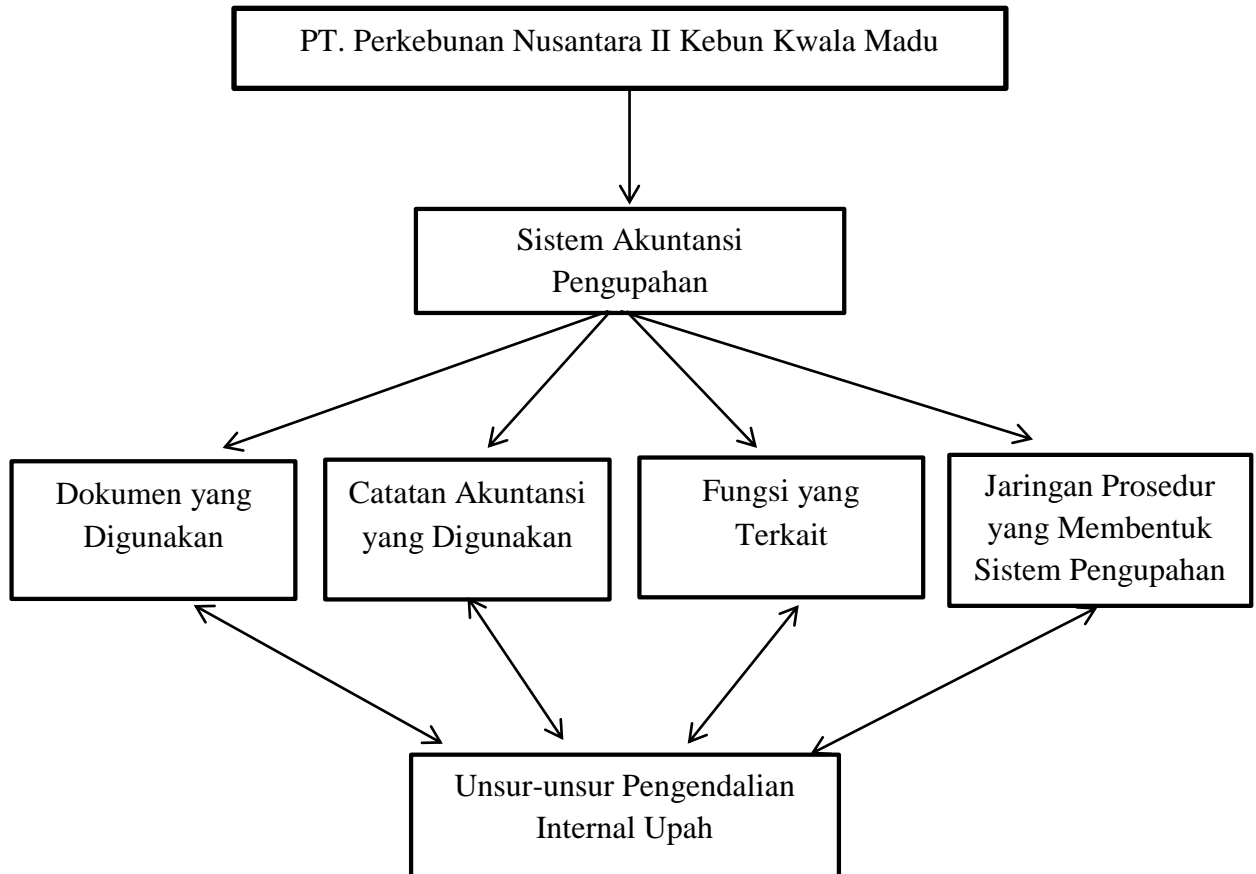 PT. Perkebunan Nusantara II Kebun Kwala Madu
Sistem Akuntansi
Pengupahan
Dokumen yang
Digunakan
Catatan Akuntansi
yang Digunakan
Fungsi yang
Terkait
Jaringan Prosedur
yang Membentuk
Sistem Pengupahan
Unsur-unsur Pengendalian
Internal Upah